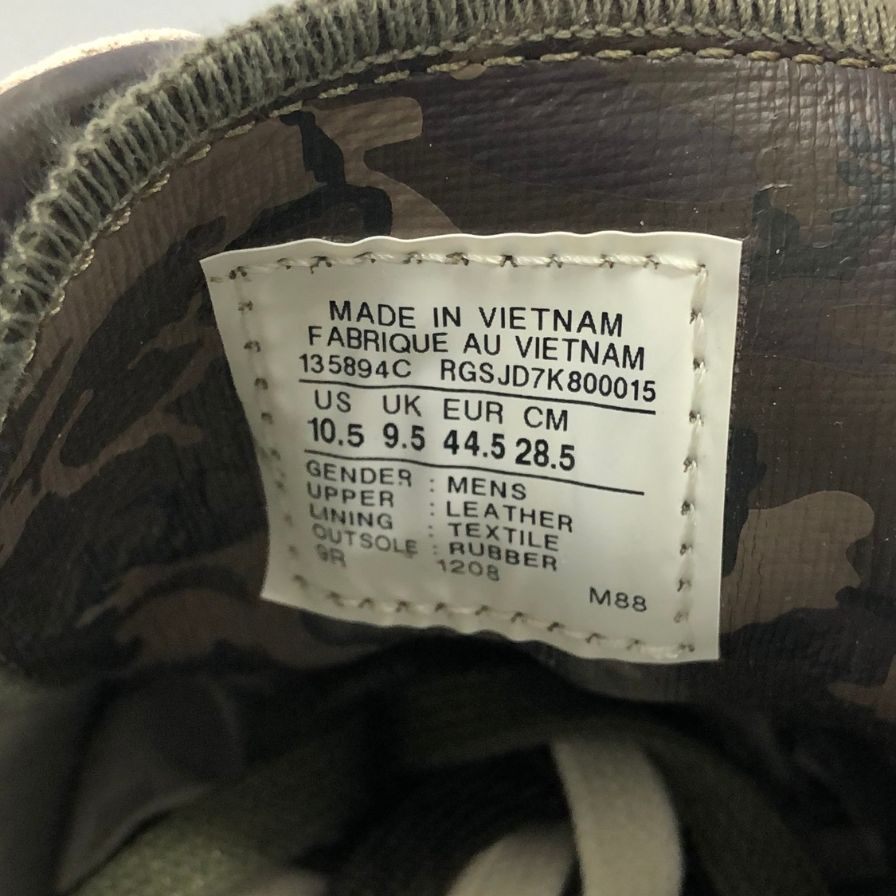 MADE IN VIETNAM
FABRIQUE AU VIETNAM
135894C RGSJD7K800015
US UK EUR CM
10.5 9.5 44.5 28.5
GENDER : MENS
UPPER : LEATHER
LINING : TEXTILE
OUTSOLE : RUBBER
9R 1208
M88